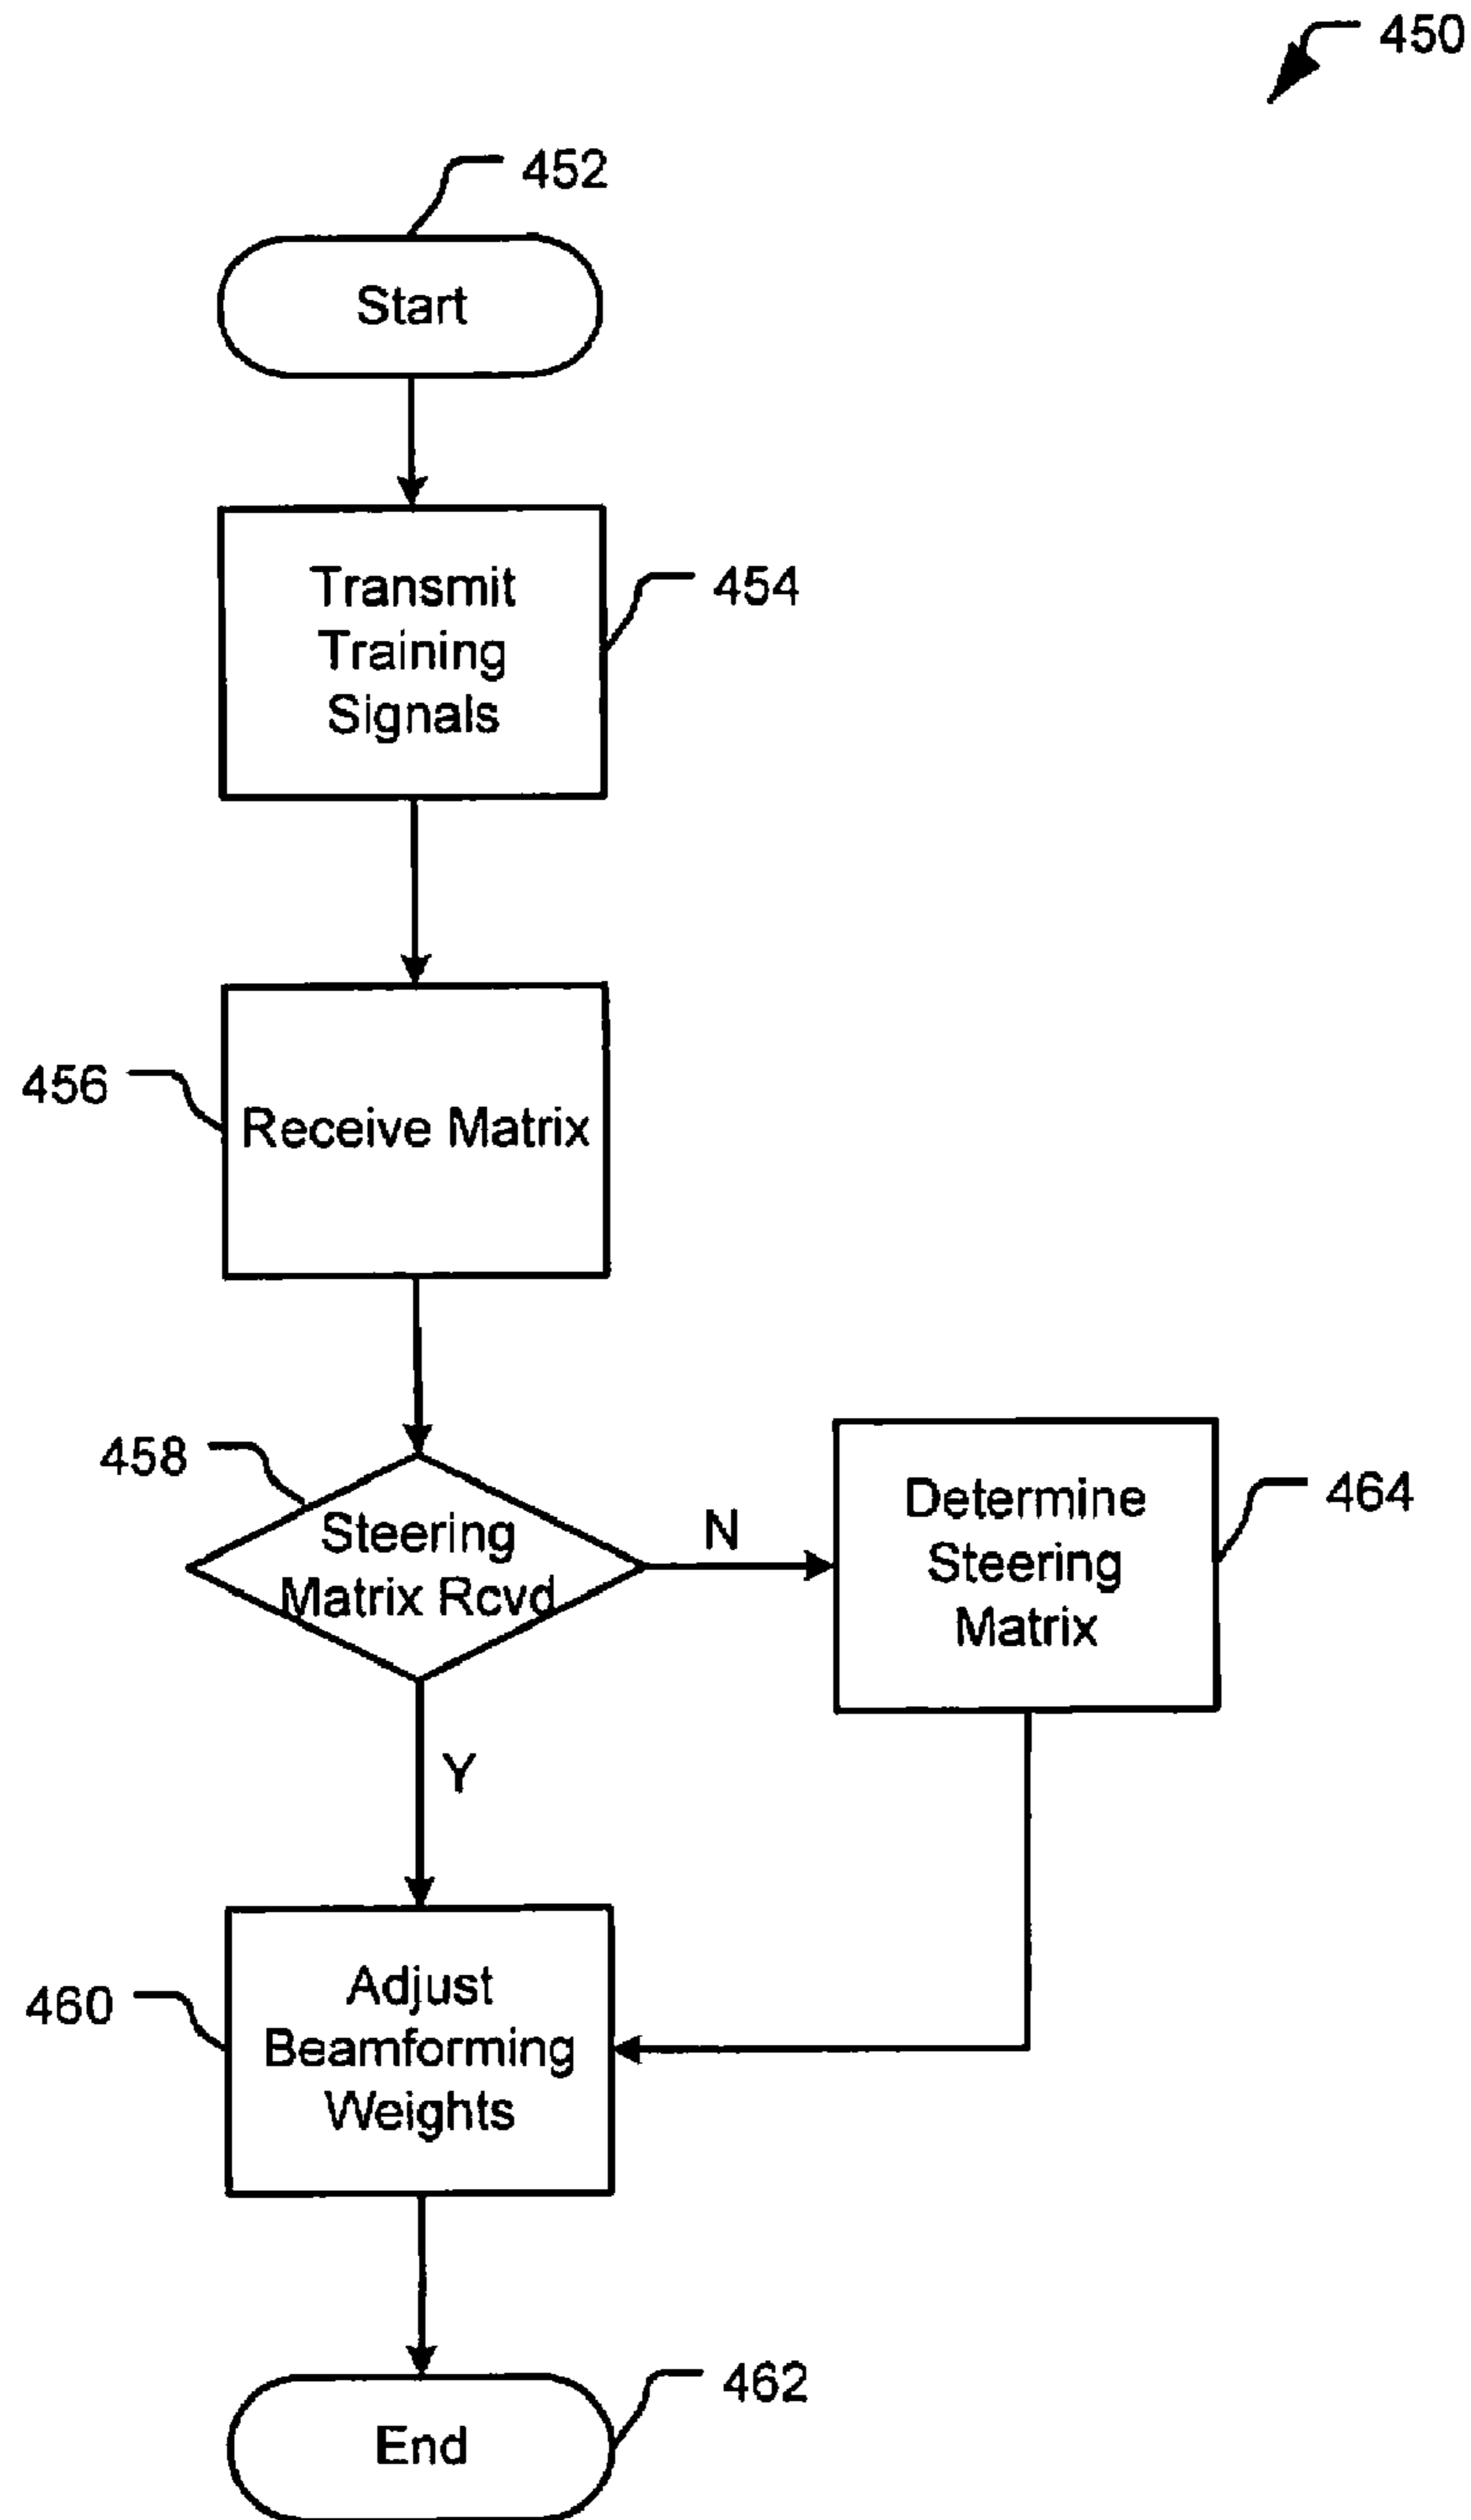 450
452
Start
Transmit
Training
Signals
454
456
Receive Matrix
458
Steering
Matrix Rcvd
N
Determine
Steering
Matrix
464
Y
460
Adjust
Beamforming
Weights
462
End